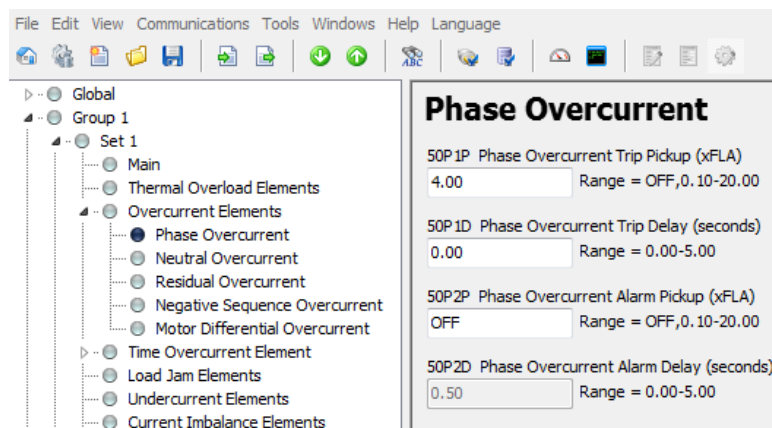 File Edit View Communications Tools Windows Help Language
ABC
Global
Group 1
Set 1
Main
Thermal Overload Elements
Overcurrent Elements
Phase Overcurrent
Neutral Overcurrent
Residual Overcurrent
Negative Sequence Overcurrent
Motor Differential Overcurrent
Time Overcurrent Element
Load Jam Elements
Undercurrent Elements
Current Imbalance Elements
Phase Overcurrent
50P1P Phase Overcurrent Trip Pickup (xFLA)
4.00 Range = OFF,0.10-20.00
50P1D Phase Overcurrent Trip Delay (seconds)
0.00 Range = 0.00-5.00
50P2P Phase Overcurrent Alarm Pickup (xFLA)
OFF Range = OFF,0.10-20.00
50P2D Phase Overcurrent Alarm Delay (seconds)
0.50 Range = 0.00-5.00